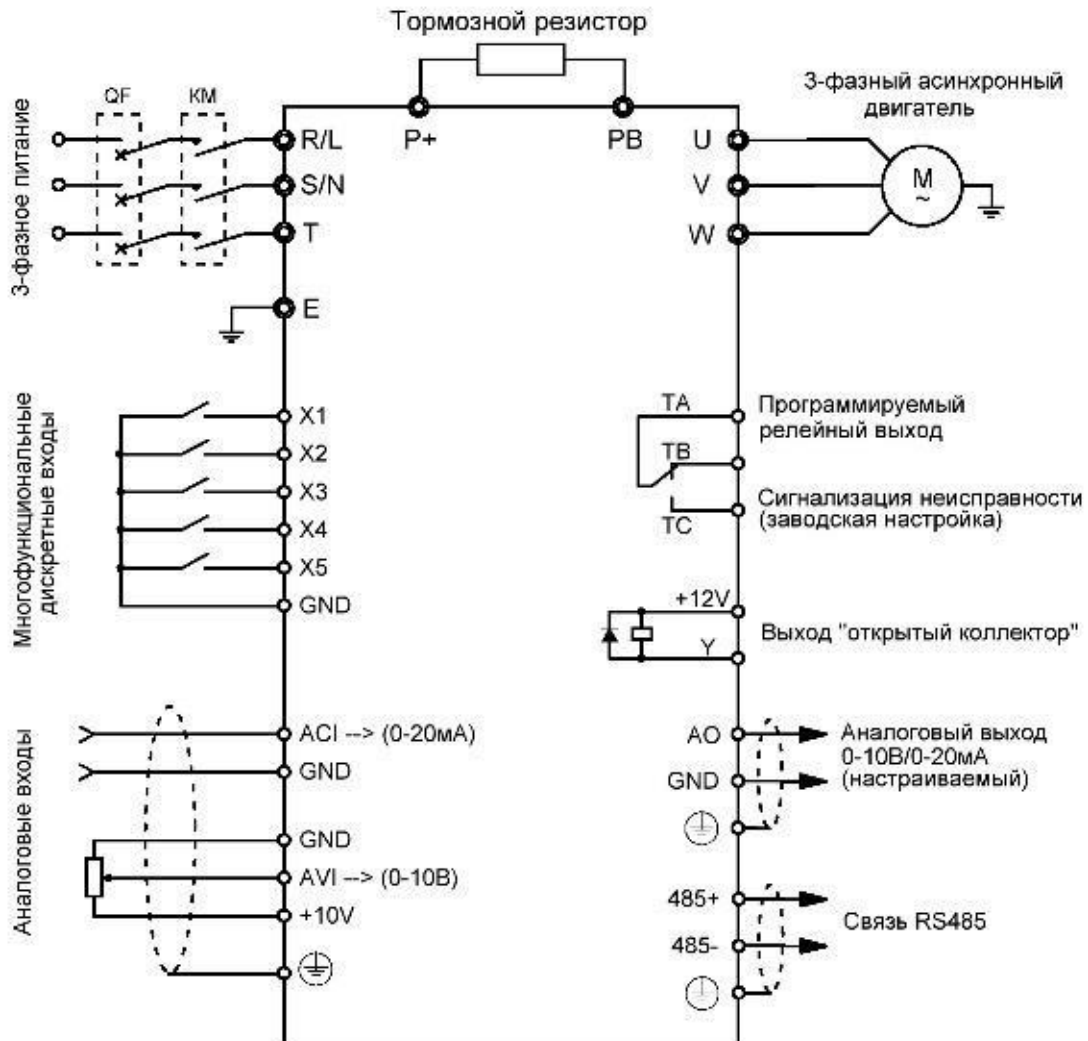 Тормозной резистор
3-фазный асинхронный
двигатель
3-фазное питание
QF
KM
R/L
S/N
T
E
P+
PB
U
V
W
M
~
Многофункциональные
дискретные входы
X1
X2
X3
X4
X5
GND
TA
TB
TC
Программируемый
релейный выход
Сигнализация неисправности
(заводская настройка)
+12V
Y
Выход "открытый коллектор"
Аналоговые входы
ACI --> (0-20мА)
GND
GND
AVI --> (0-10В)
+10V
AO
GND
Аналоговый выход
0-10В/0-20мА
(настраиваемый)
485+
485-
Связь RS485